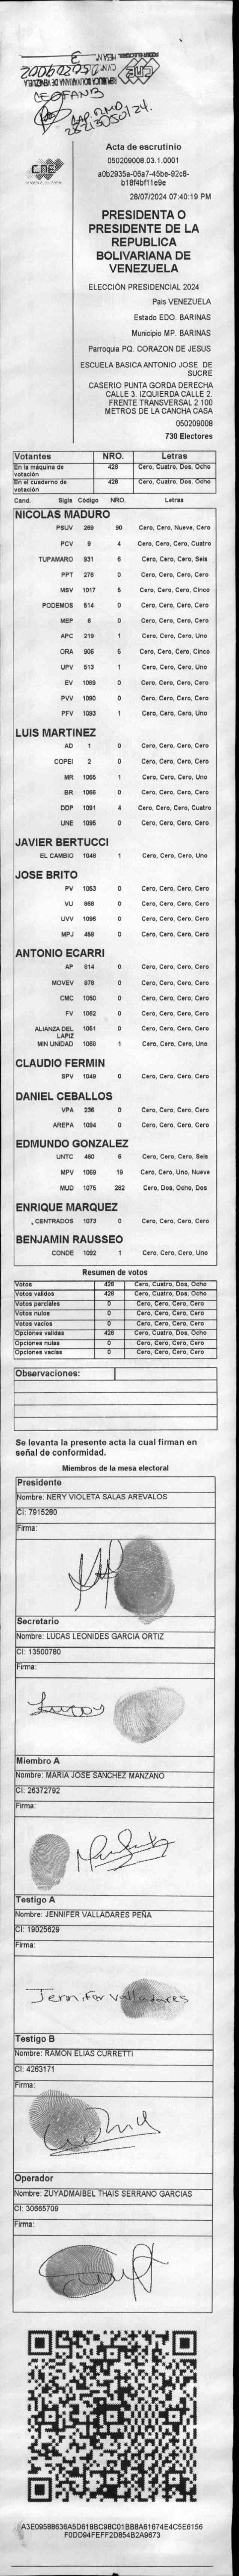 CNE
PODER ELECTORAL
REPUBLICA BOLIVARIANA DE VENEZUELA
CNE
Acta de escrutinio
050209008.03.1.0001
a0b2935a-06a7-45be-92c8-
b18f4bf11e9e
28/07/2024 07:40:19 PM
PRESIDENTA O
PRESIDENTE DE LA
REPUBLICA
BOLIVARIANA DE
VENEZUELA
ELECCIÓN PRESIDENCIAL 2024
Pais VENEZUELA
Estado EDO. BARINAS
Municipio MP. BARINAS
Parroquia PQ. CORAZON DE JESUS
ESCUELA BASICA ANTONIO JOSE DE
SUCRE
CASERIO PUNTA GORDA DERECHA
CALLE 3. IZQUIERDA CALLE 2.
FRENTE TRANSVERSAL 2 100
METROS DE LA CANCHA CASA
050209008
730 Electores
Votantes NRO. Letras
En la máquina de votación 428 Cero, Cuatro, Dos, Ocho
En el cuaderno de votación 428 Cero, Cuatro, Dos, Ocho
Cand. Sigla Código NRO. Letras
NICOLAS MADURO
PSUV 269 90 Cero, Cero, Nueve, Cero
PCV 9 4 Cero, Cero, Cero, Cuatro
TUPAMARO 931 6 Cero, Cero, Cero, Seis
PPT 276 0 Cero, Cero, Cero, Cero
MSV 1017 5 Cero, Cero, Cero, Cinco
PODEMOS 514 0 Cero, Cero, Cero, Cero
MEP 6 0 Cero, Cero, Cero, Cero
APC 219 1 Cero, Cero, Cero, Uno
ORA 906 5 Cero, Cero, Cero, Cinco
UPV 513 1 Cero, Cero, Cero, Uno
EV 1089 0 Cero, Cero, Cero, Cero
PVV 1090 0 Cero, Cero, Cero, Cero
PFV 1093 1 Cero, Cero, Cero, Uno
LUIS MARTINEZ
AD 1 0 Cero, Cero, Cero, Cero
COPEI 2 0 Cero, Cero, Cero, Cero
MR 1065 1 Cero, Cero, Cero, Uno
BR 1066 0 Cero, Cero, Cero, Cero
DDP 1091 4 Cero, Cero, Cero, Cuatro
UNE 1095 0 Cero, Cero, Cero, Cero
JAVIER BERTUCCI
EL CAMBIO 1048 1 Cero, Cero, Cero, Uno
JOSE BRITO
PV 1053 0 Cero, Cero, Cero, Cero
VU 868 0 Cero, Cero, Cero, Cero
UVV 1096 0 Cero, Cero, Cero, Cero
MPJ 458 0 Cero, Cero, Cero, Cero
ANTONIO ECARRI
AP 814 0 Cero, Cero, Cero, Cero
MOVEV 878 0 Cero, Cero, Cero, Cero
CMC 1050 0 Cero, Cero, Cero, Cero
FV 1062 0 Cero, Cero, Cero, Cero
ALIANZA DEL LAPIZ 1051 0 Cero, Cero, Cero, Cero
MIN UNIDAD 1068 1 Cero, Cero, Cero, Uno
CLAUDIO FERMIN
SPV 1049 0 Cero, Cero, Cero, Cero
DANIEL CEBALLOS
VPA 236 0 Cero, Cero, Cero, Cero
AREPA 1094 0 Cero, Cero, Cero, Cero
EDMUNDO GONZALEZ
UNTC 460 6 Cero, Cero, Cero, Seis
MPV 1069 19 Cero, Cero, Uno, Nueve
MUD 1075 282 Cero, Dos, Ocho, Dos
ENRIQUE MARQUEZ
CENTRADOS 1073 0 Cero, Cero, Cero, Cero
BENJAMIN RAUSSEO
CONDE 1092 1 Cero, Cero, Cero, Uno
Resumen de votos
Votos 428 Cero, Cuatro, Dos, Ocho
Votos validos 428 Cero, Cuatro, Dos, Ocho
Votos parciales 0 Cero, Cero, Cero, Cero
Votos nulos 0 Cero, Cero, Cero, Cero
Votos vacios 0 Cero, Cero, Cero, Cero
Opciones validas 428 Cero, Cuatro, Dos, Ocho
Opciones nulas 0 Cero, Cero, Cero, Cero
Opciones vacias 0 Cero, Cero, Cero, Cero
Observaciones:
Se levanta la presente acta la cual firman en
señal de conformidad.
Miembros de la mesa electoral
Presidente
Nombre: NERY VIOLETA SALAS AREVALOS
CI: 7915280
Firma:
Secretario
Nombre: LUCAS LEONIDES GARCIA ORTIZ
CI: 13500780
Firma:
Lucas
Miembro A
Nombre: MARIA JOSE SANCHEZ MANZANO
CI: 26372792
Firma:
Testigo A
Nombre: JENNIFER VALLADARES PEÑA
CI: 19025629
Firma:
Jennifer Valladares
Testigo B
Nombre: RAMON ELIAS CURRETTI
CI: 4263171
Firma:
Operador
Nombre: ZUYADMAIBEL THAIS SERRANO GARCIAS
CI: 30665709
Firma:
A3E09588636A5D618BC98C01BBBA61674E4C5E6156
F0DD94FEFF2D854B2A9673